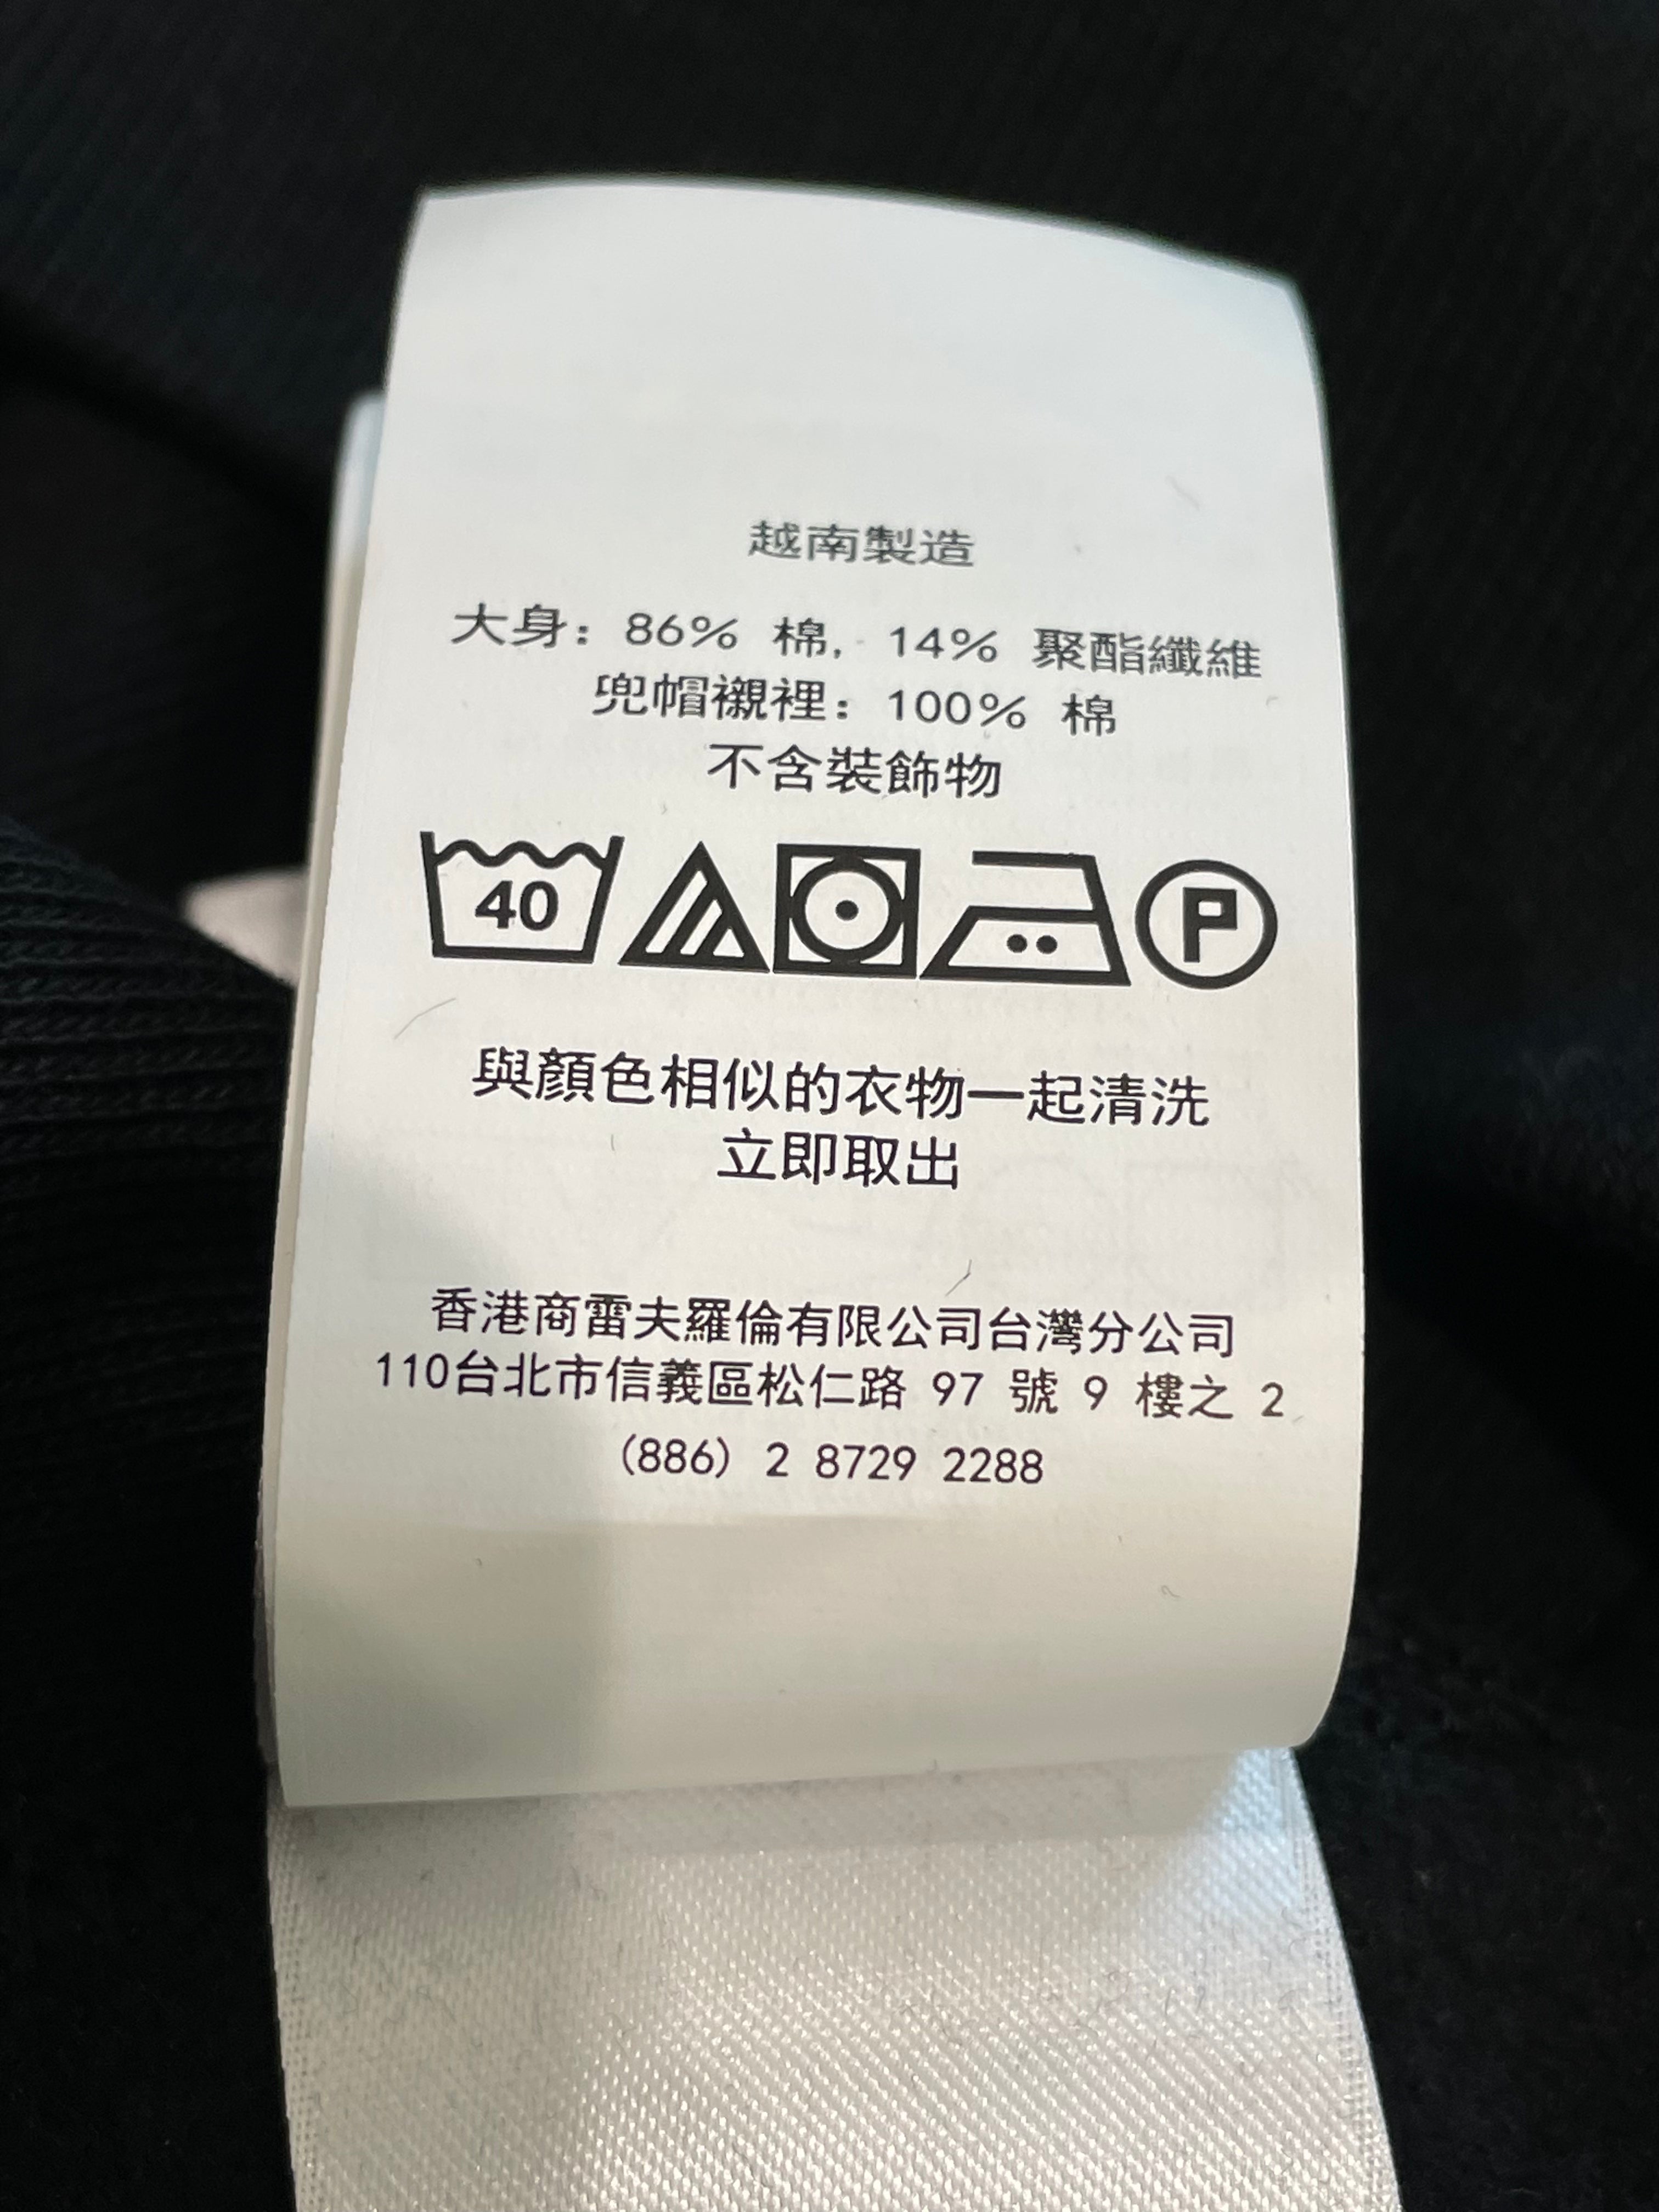 越南製造
大身: 86% 棉, 14% 聚酯纖維
兜帽襯裡: 100% 棉
不含裝飾物
40
P
與顏色相似的衣物一起清洗
立即取出
香港商雷夫羅倫有限公司台灣分公司
110台北市信義區松仁路 97 號 9 樓之 2
(886) 2 8729 2288